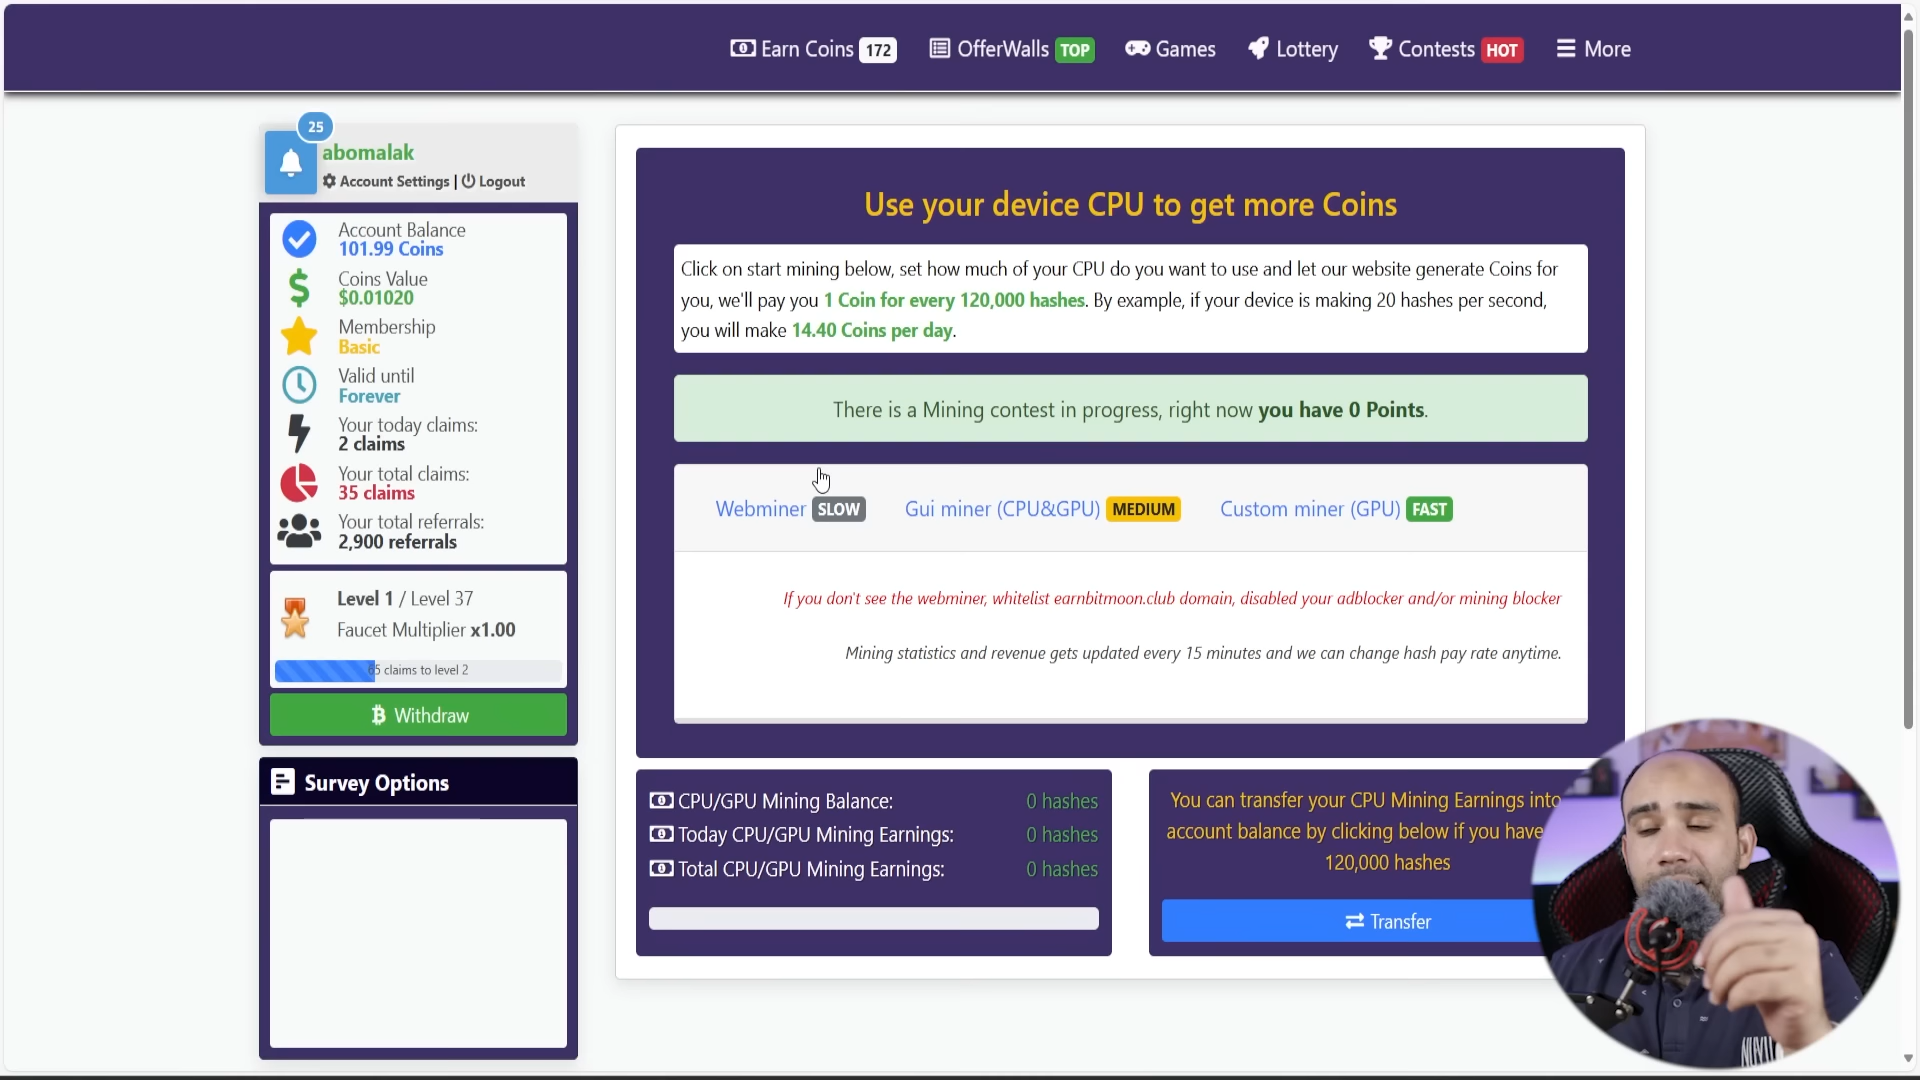 Earn Coins 172 OfferWalls TOP Games Lottery Contests HOT More
25
abomalak
Account Settings | Logout
Account Balance
101.99 Coins
Coins Value
$0.01020
Membership
Basic
Valid until
Forever
Your today claims:
2 claims
Your total claims:
35 claims
Your total referrals:
2,900 referrals
Level 1 / Level 37
Faucet Multiplier x1.00
65 claims to level 2
Withdraw
Survey Options
Use your device CPU to get more Coins
Click on start mining below, set how much of your CPU do you want to use and let our website generate Coins for
you, we'll pay you 1 Coin for every 120,000 hashes. By example, if your device is making 20 hashes per second,
you will make 14.40 Coins per day.
There is a Mining contest in progress, right now you have 0 Points.
Webminer SLOW Gui miner (CPU&GPU) MEDIUM Custom miner (GPU) FAST
If you don't see the webminer, whitelist earnbitmoon.club domain, disabled your adblocker and/or mining blocker
Mining statistics and revenue gets updated every 15 minutes and we can change hash pay rate anytime.
CPU/GPU Mining Balance: 0 hashes
Today CPU/GPU Mining Earnings: 0 hashes
Total CPU/GPU Mining Earnings: 0 hashes
You can transfer your CPU Mining Earnings into
account balance by clicking below if you have
120,000 hashes
Transfer